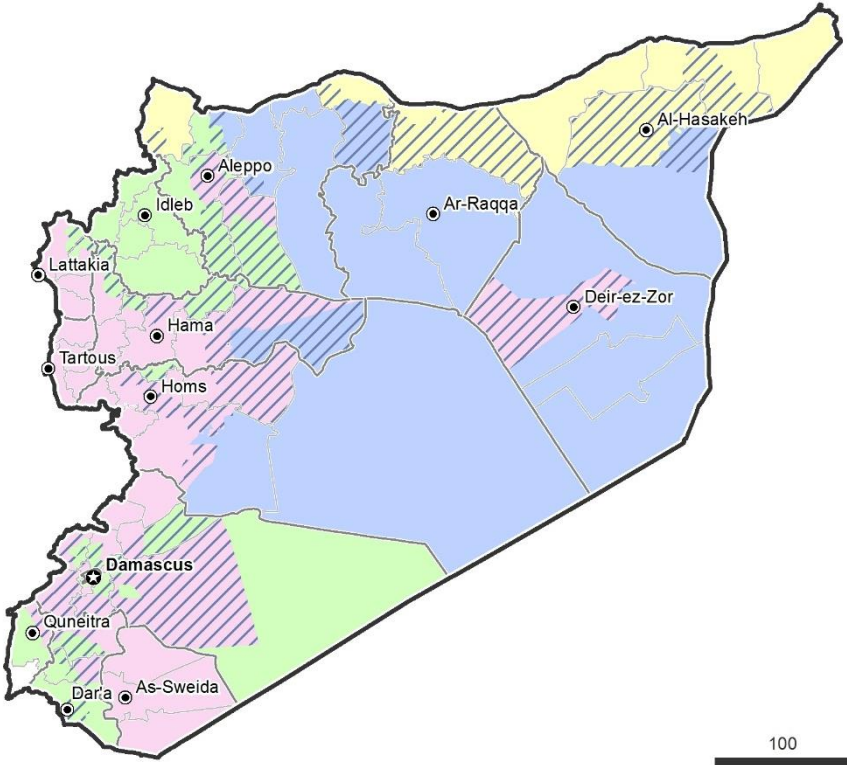 Al-Hasakeh
Aleppo
Idleb
Ar-Raqqa
Lattakia
Deir-ez-Zor
Hama
Tartous
Homs
Damascus
Quneitra
Dar'a
As-Sweida
100